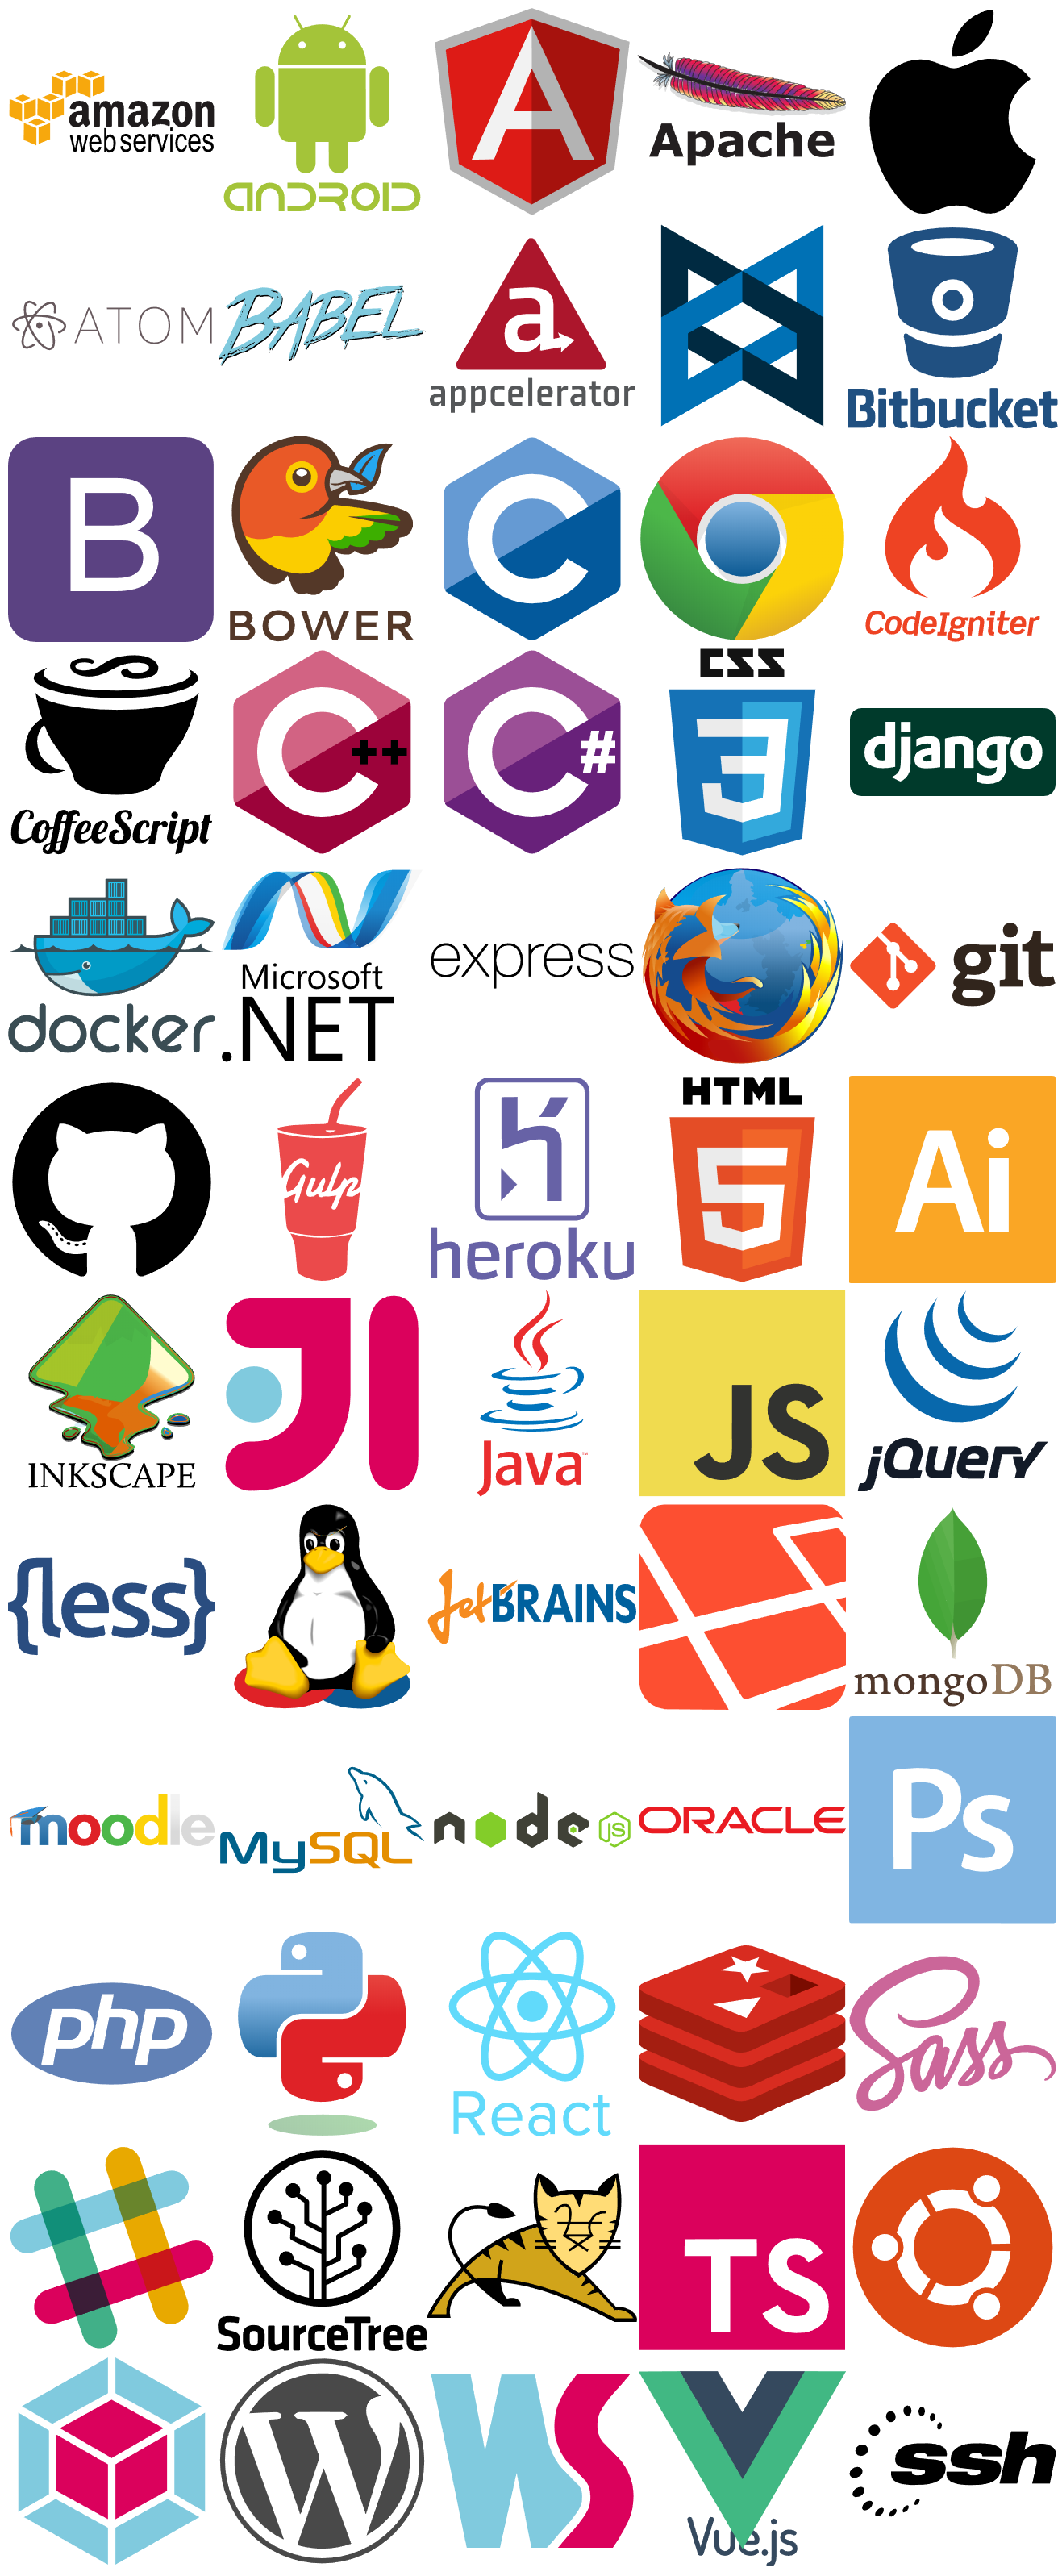 amazon
web services
ANDROID
A
Apache
ATOM
BABEL
a
appcelerator
Bitbucket
B
BOWER
C
CodeIgniter
CoffeeScript
C++
C#
CSS
3
django
docker
Microsoft
.NET
express
git
Gulp
heroku
HTML
5
Ai
INKSCAPE
JI
Java
JS
jQuery
{less}
JetBRAINS
mongoDB
moodle
MySQL
node
JS
ORACLE
Ps
php
React
Sass
SourceTree
TS
W
WS
Vue.js
ssh